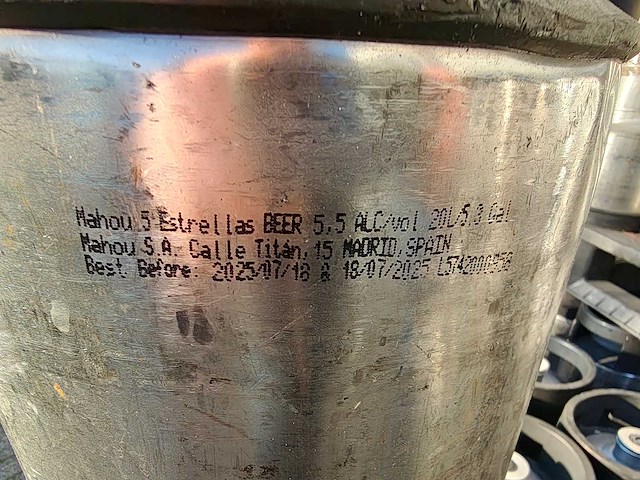 Mahou 5 Estrellas BEER 5,5 ALC/vol 20L/5,3 Gal
Mahou S.A. Calle Titán, 15 MADRID, SPAIN
Best Before: 2025/07/18 & 18/07/2025